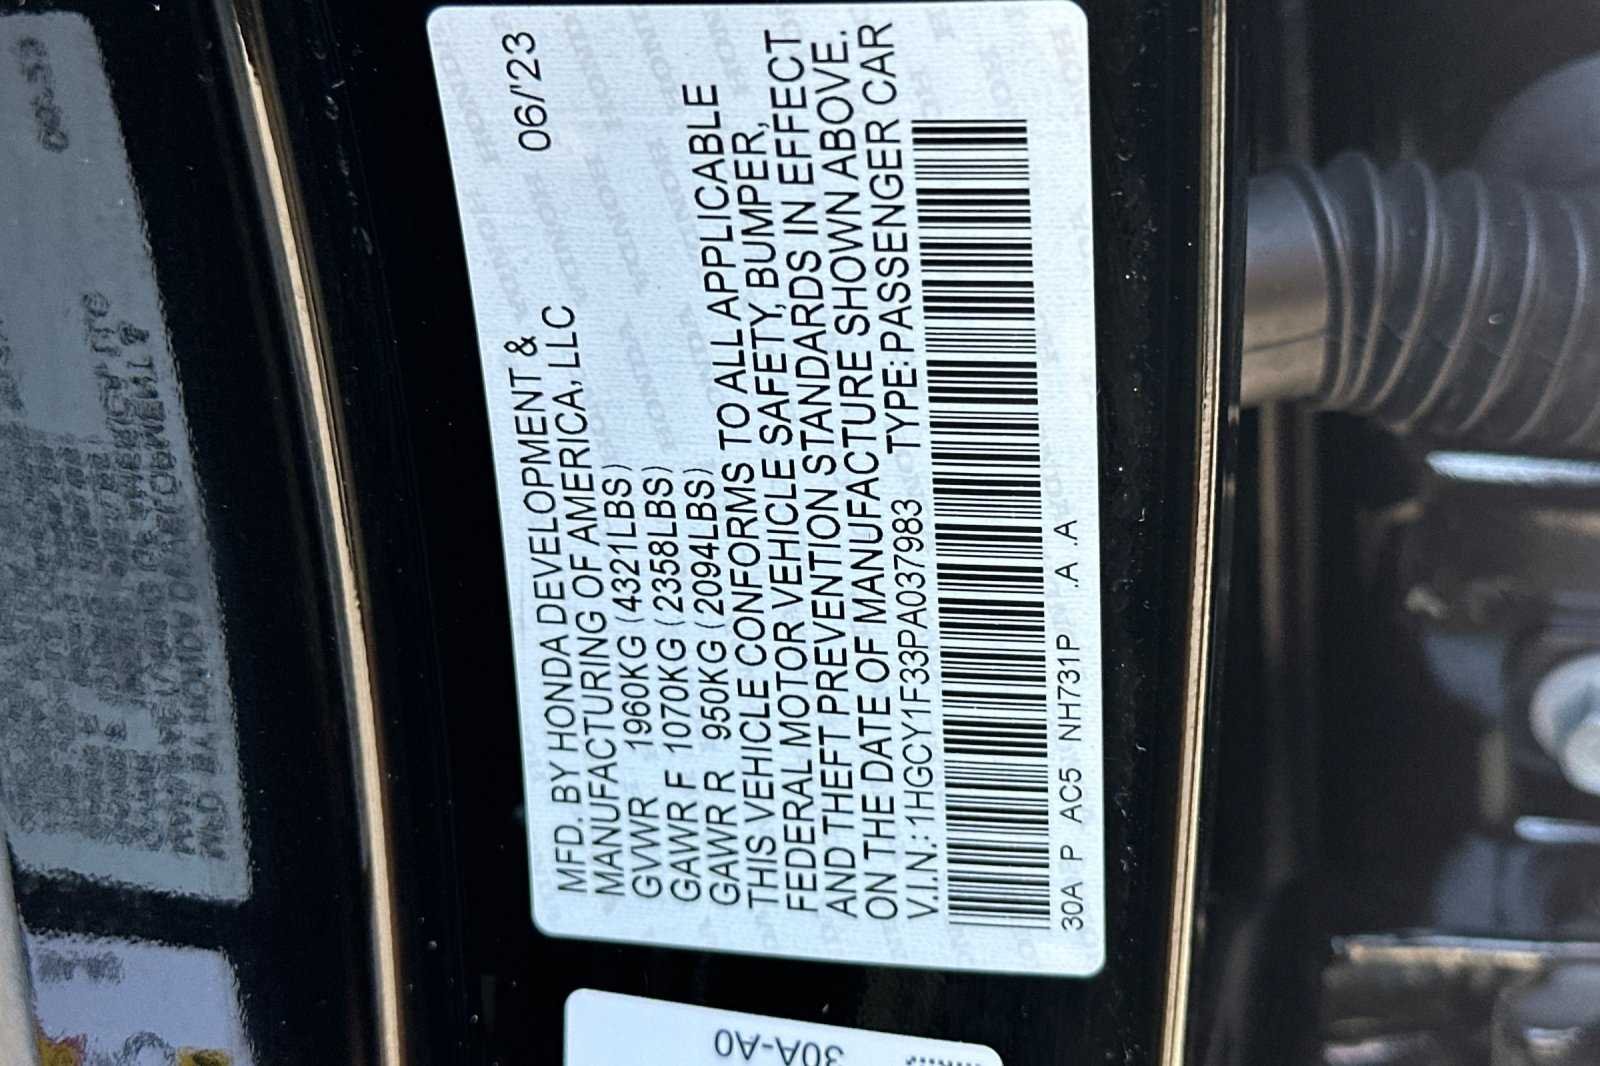 MFD. BY HONDA DEVELOPMENT & 06/'23
MANUFACTURING OF AMERICA, LLC
GVWR 1960KG (4321LBS)
GAWR F 1070KG (2358LBS)
GAWR R 950KG (2094LBS)
THIS VEHICLE CONFORMS TO ALL APPLICABLE
FEDERAL MOTOR VEHICLE SAFETY, BUMPER,
AND THEFT PREVENTION STANDARDS IN EFFECT
ON THE DATE OF MANUFACTURE SHOWN ABOVE.
V.I.N.:1HGCY1F33PA037983 TYPE:PASSENGER CAR
30A P AC5 NH731P .A .A
30A-A0